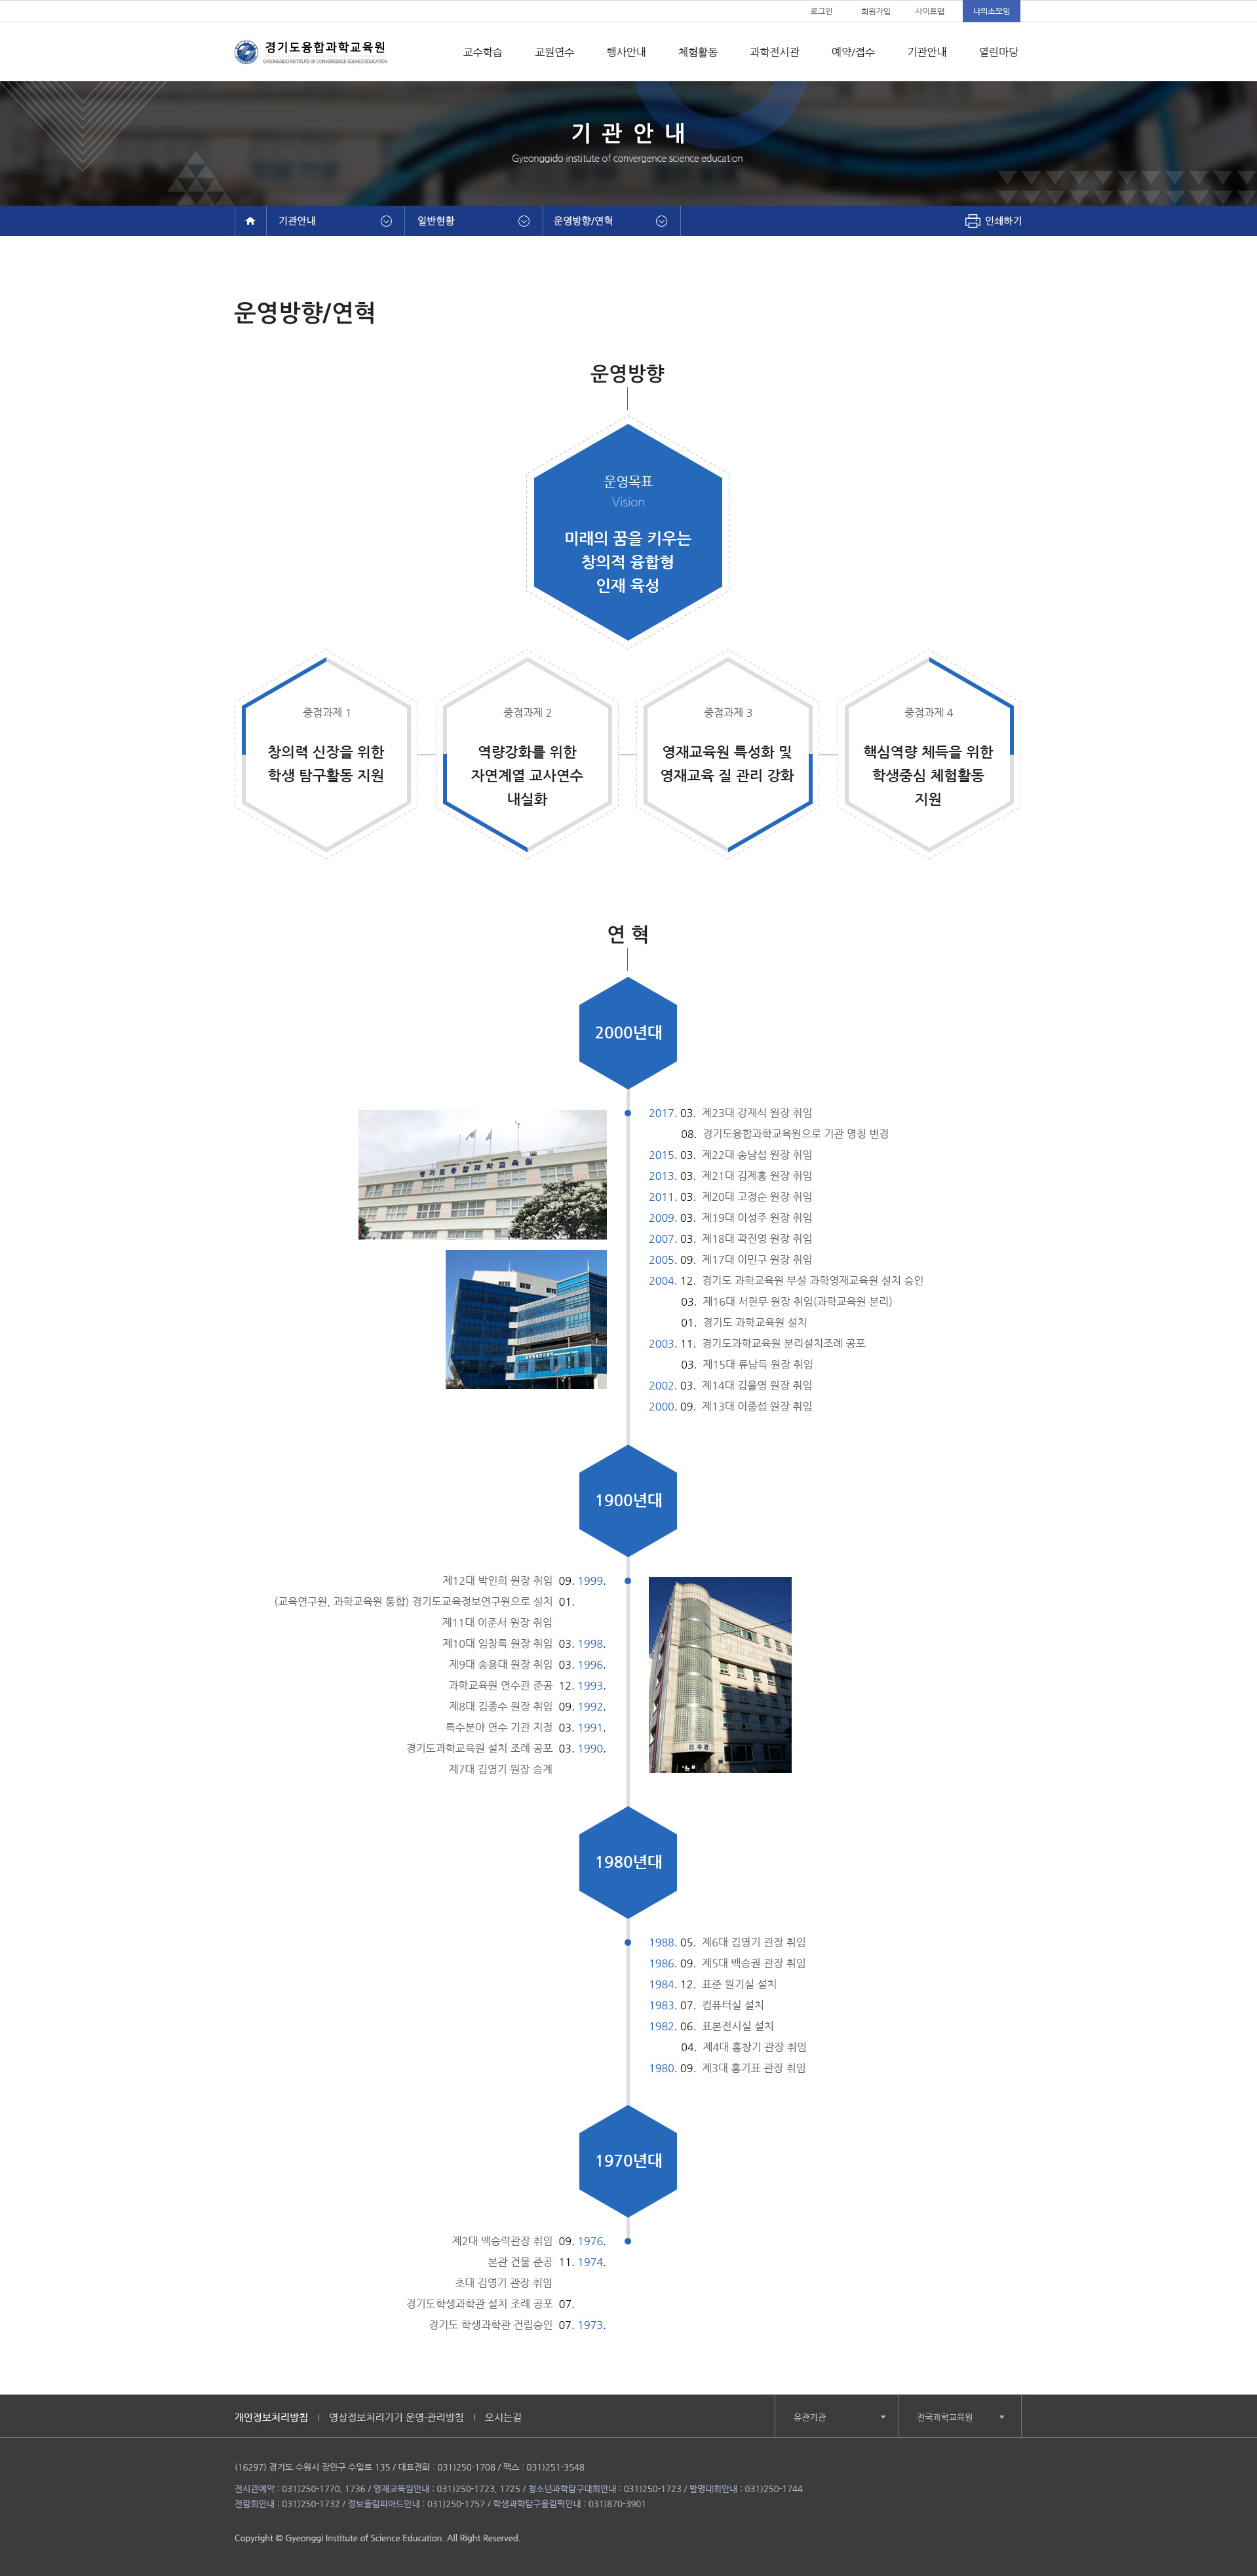 로그인 회원가입 사이트맵 나의소모임
경기도융합과학교육원
GYEONGGIDO INSTITUTE OF CONVERGENCE SCIENCE EDUCATION
교수학습 교원연수 행사안내 체험활동 과학전시관 예약/접수 기관안내 열린마당
기 관 안 내
Gyeonggido institute of convergence science education
기관안내 일반현황 운영방향/연혁 인쇄하기
운영방향/연혁
운영방향
운영목표
Vision
미래의 꿈을 키우는
창의적 융합형
인재 육성
중점과제 1
창의력 신장을 위한
학생 탐구활동 지원
중점과제 2
역량강화를 위한
자연계열 교사연수
내실화
중점과제 3
영재교육원 특성화 및
영재교육 질 관리 강화
중점과제 4
핵심역량 체득을 위한
학생중심 체험활동
지원
연 혁
2000년대
경기도융합과학교육원
2017. 03. 제23대 강재식 원장 취임
08. 경기도융합과학교육원으로 기관 명칭 변경
2015. 03. 제22대 송남섭 원장 취임
2013. 03. 제21대 김제홍 원장 취임
2011. 03. 제20대 고정순 원장 취임
2009. 03. 제19대 이성주 원장 취임
2007. 03. 제18대 곽진영 원장 취임
2005. 09. 제17대 이민구 원장 취임
2004. 12. 경기도 과학교육원 부설 과학영재교육원 설치 승인
03. 제16대 서현무 원장 취임(과학교육원 분리)
01. 경기도 과학교육원 설치
2003. 11. 경기도과학교육원 분리설치조례 공포
03. 제15대 류남득 원장 취임
2002. 03. 제14대 김을영 원장 취임
2000. 09. 제13대 이중섭 원장 취임
1900년대
제12대 박인희 원장 취임 09. 1999.
(교육연구원, 과학교육원 통합) 경기도교육정보연구원으로 설치 01.
제11대 이준서 원장 취임
제10대 임창록 원장 취임 03. 1998.
제9대 송용대 원장 취임 03. 1996.
과학교육원 연수관 준공 12. 1993.
제8대 김종수 원장 취임 09. 1992.
특수분야 연수 기관 지정 03. 1991.
경기도과학교육원 설치 조례 공포 03. 1990.
제7대 김영기 원장 승계
1980년대
1988. 05. 제6대 김영기 관장 취임
1986. 09. 제5대 백승권 관장 취임
1984. 12. 표준 원기실 설치
1983. 07. 컴퓨터실 설치
1982. 06. 표본전시실 설치
04. 제4대 홍창기 관장 취임
1980. 09. 제3대 홍기표 관장 취임
1970년대
제2대 백승락관장 취임 09. 1976.
본관 건물 준공 11. 1974.
초대 김영기 관장 취임
경기도학생과학관 설치 조례 공포 07.
경기도 학생과학관 건립승인 07. 1973.
개인정보처리방침 영상정보처리기기 운영·관리방침 오시는길 유관기관 전국과학교육원
(16297) 경기도 수원시 장안구 수일로 135 / 대표전화 : 031)250-1708 / 팩스 : 031)251-3548
전시관예약 : 031)250-1770, 1736 / 영재교육원안내 : 031)250-1723, 1725 / 청소년과학탐구대회안내 : 031)250-1723 / 발명대회안내 : 031)250-1744
전람회안내 : 031)250-1732 / 정보올림피아드안내 : 031)250-1757 / 학생과학탐구올림픽안내 : 031)870-3901
Copyright © Gyeonggi Institute of Science Education. All Right Reserved.